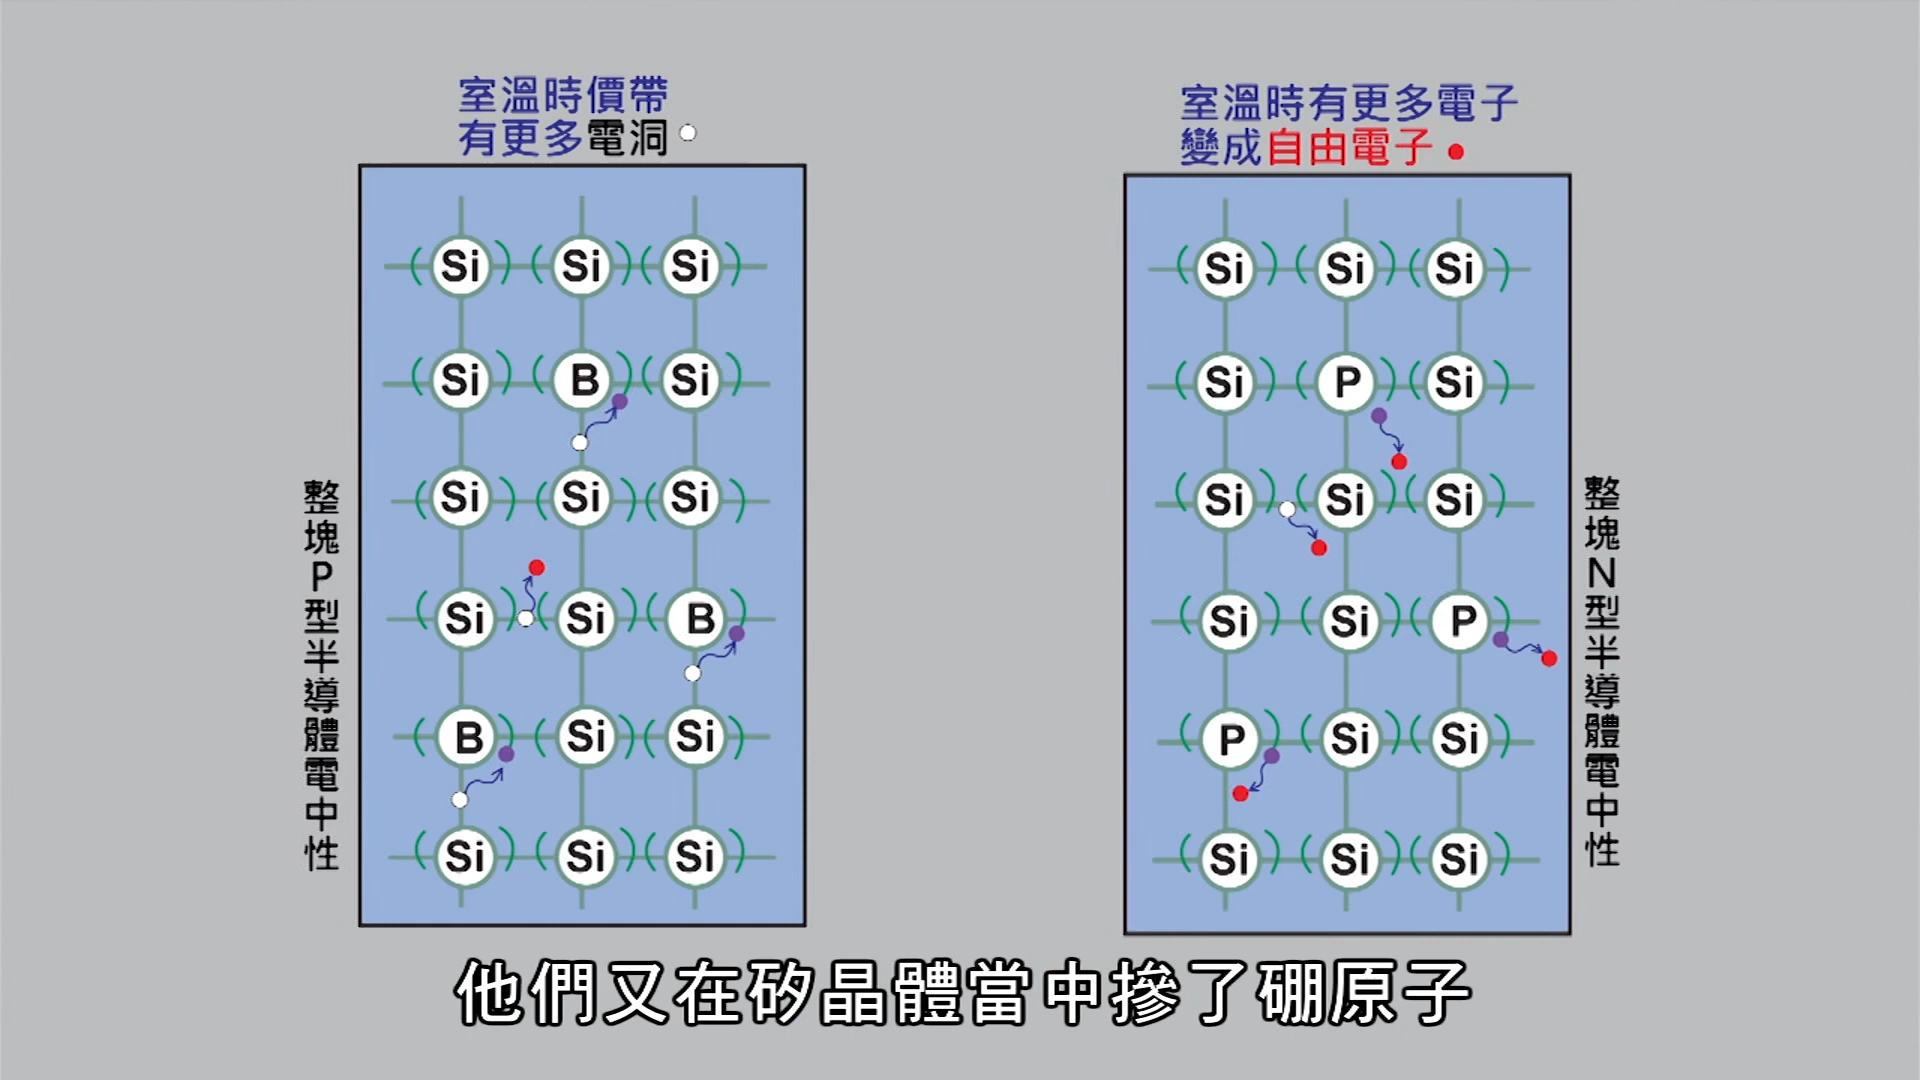 室溫時價帶
有更多電洞
室溫時有更多電子
變成自由電子
整塊P型半導體電中性
Si Si Si
Si B Si
Si Si Si
Si Si B
B Si Si
Si Si Si
Si Si Si
Si P Si
Si Si Si
Si Si P
P Si Si
Si Si Si
整塊N型半導體電中性
他們又在矽晶體當中摻了硼原子